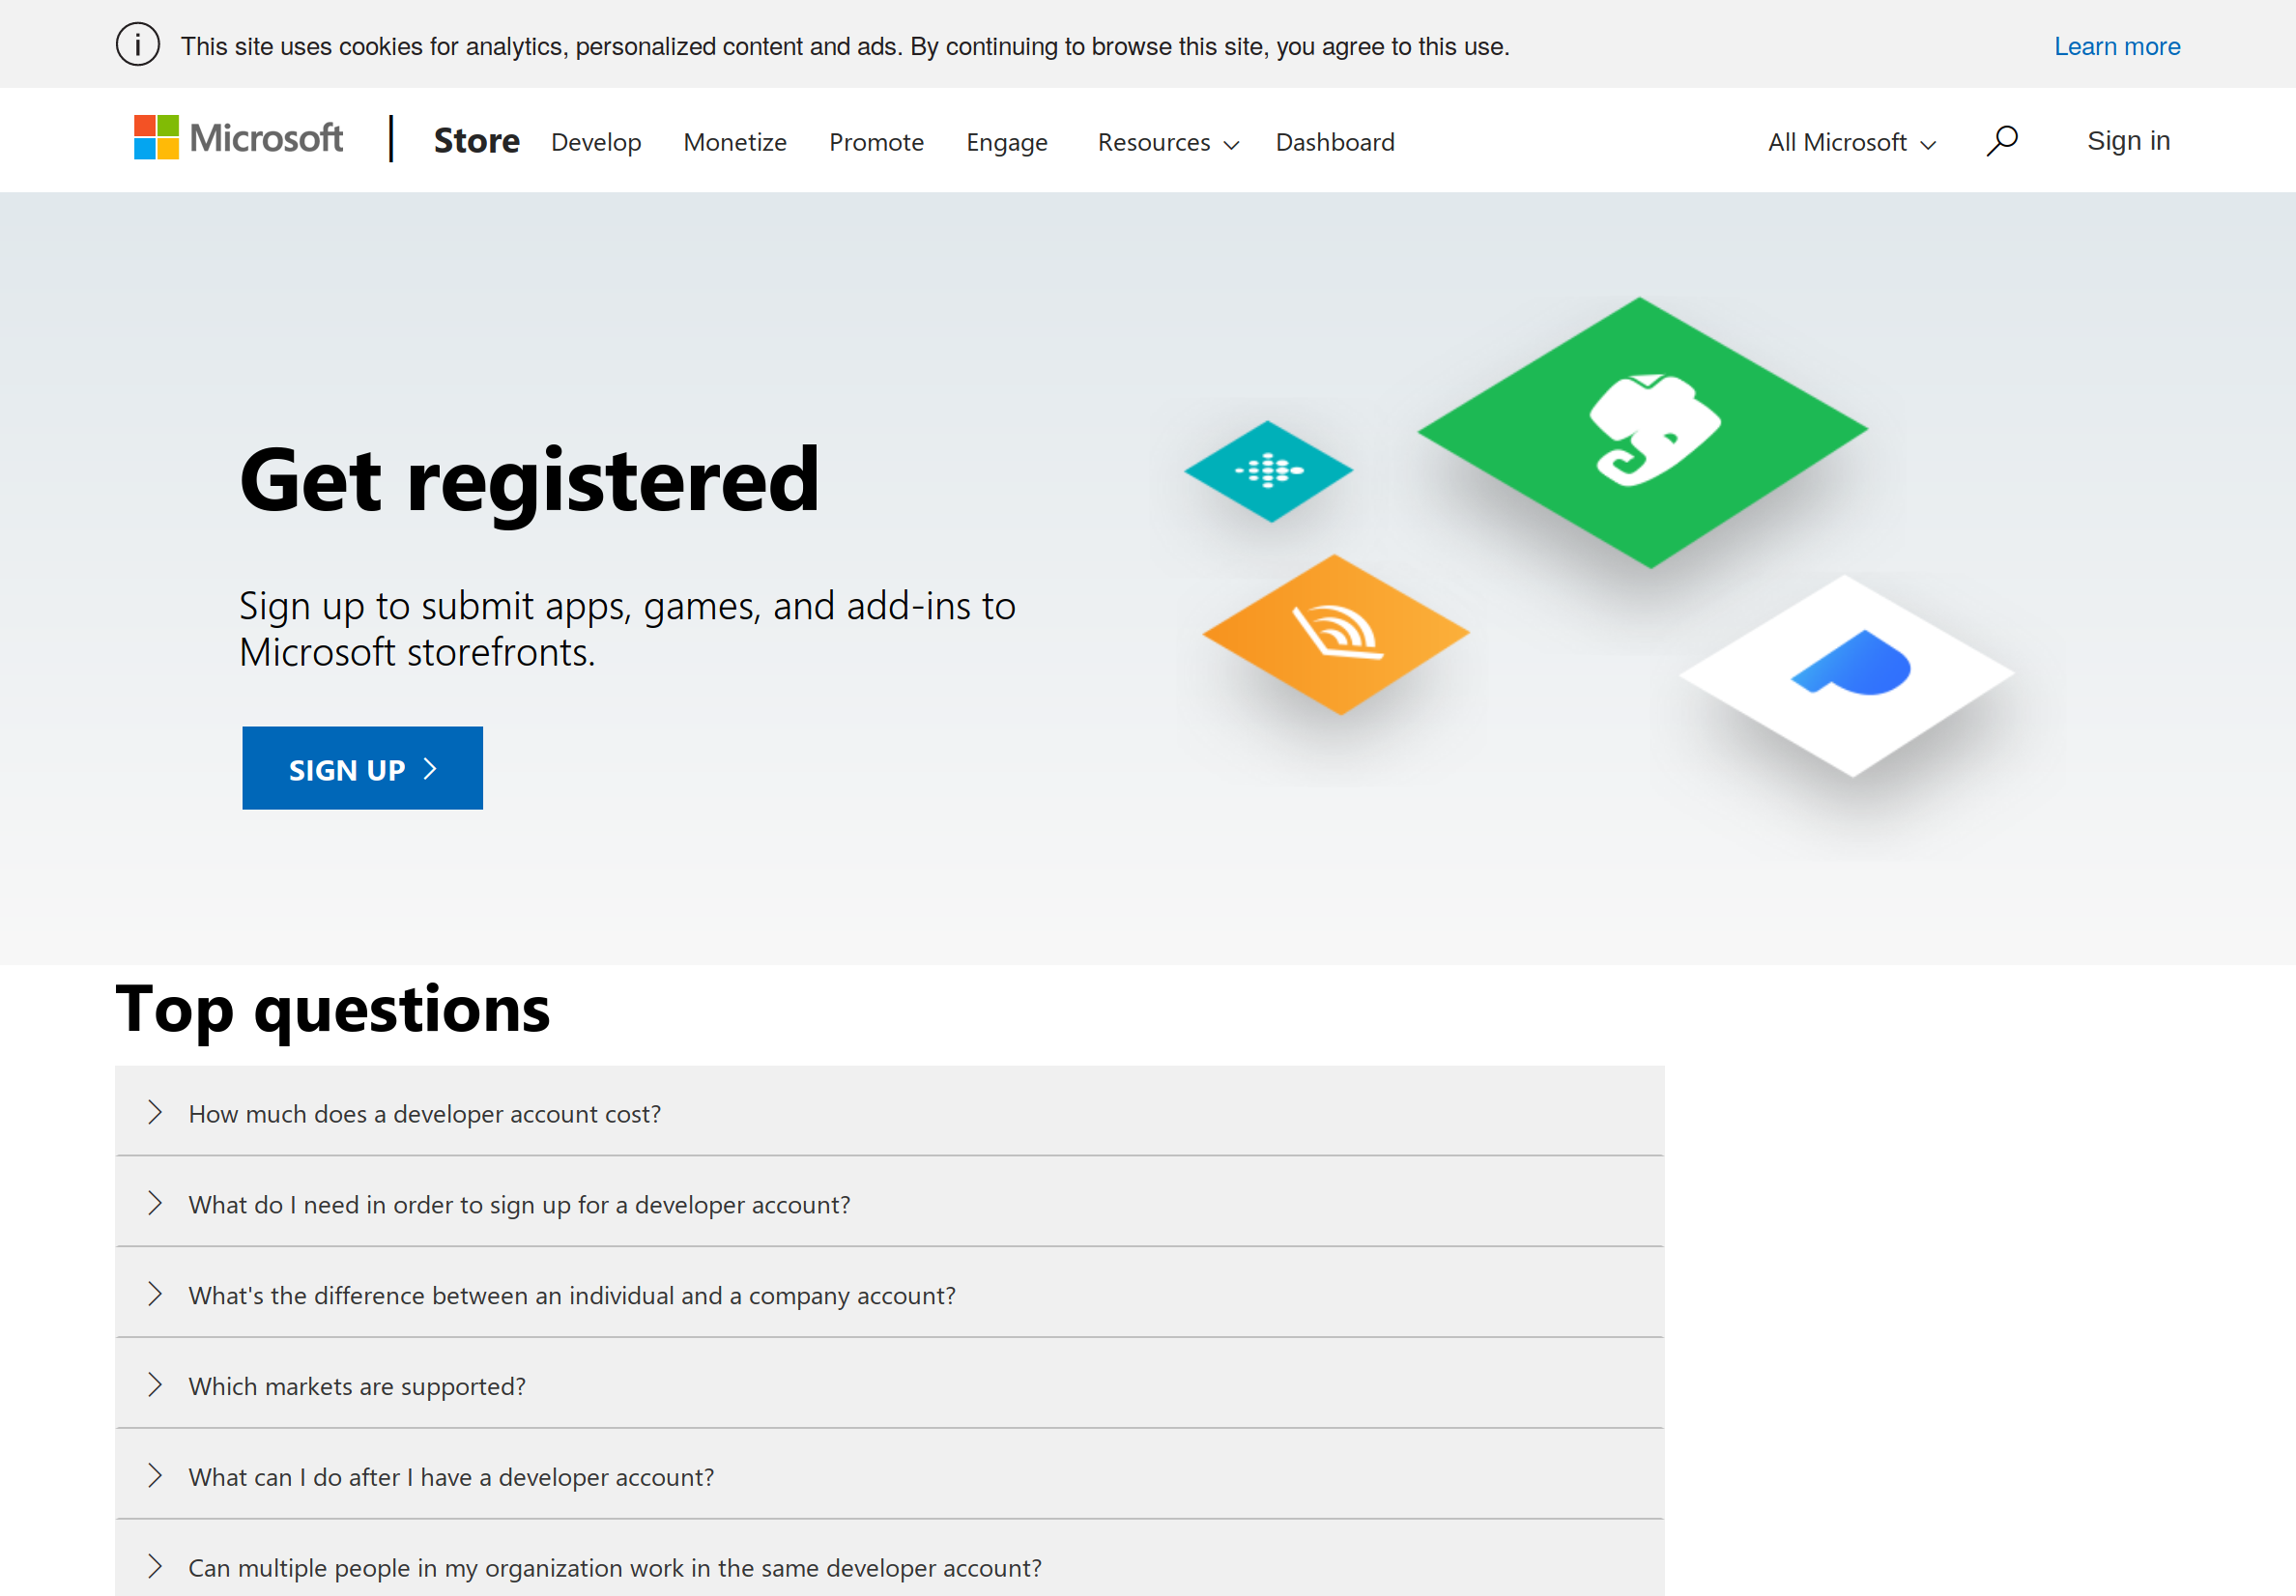 This site uses cookies for analytics, personalized content and ads. By continuing to browse this site, you agree to this use.
Learn more
Microsoft
Store
Develop
Monetize
Promote
Engage
Resources
Dashboard
All Microsoft
Sign in
Get registered
Sign up to submit apps, games, and add-ins to
Microsoft storefronts.
SIGN UP
Top questions
How much does a developer account cost?
What do I need in order to sign up for a developer account?
What's the difference between an individual and a company account?
Which markets are supported?
What can I do after I have a developer account?
Can multiple people in my organization work in the same developer account?